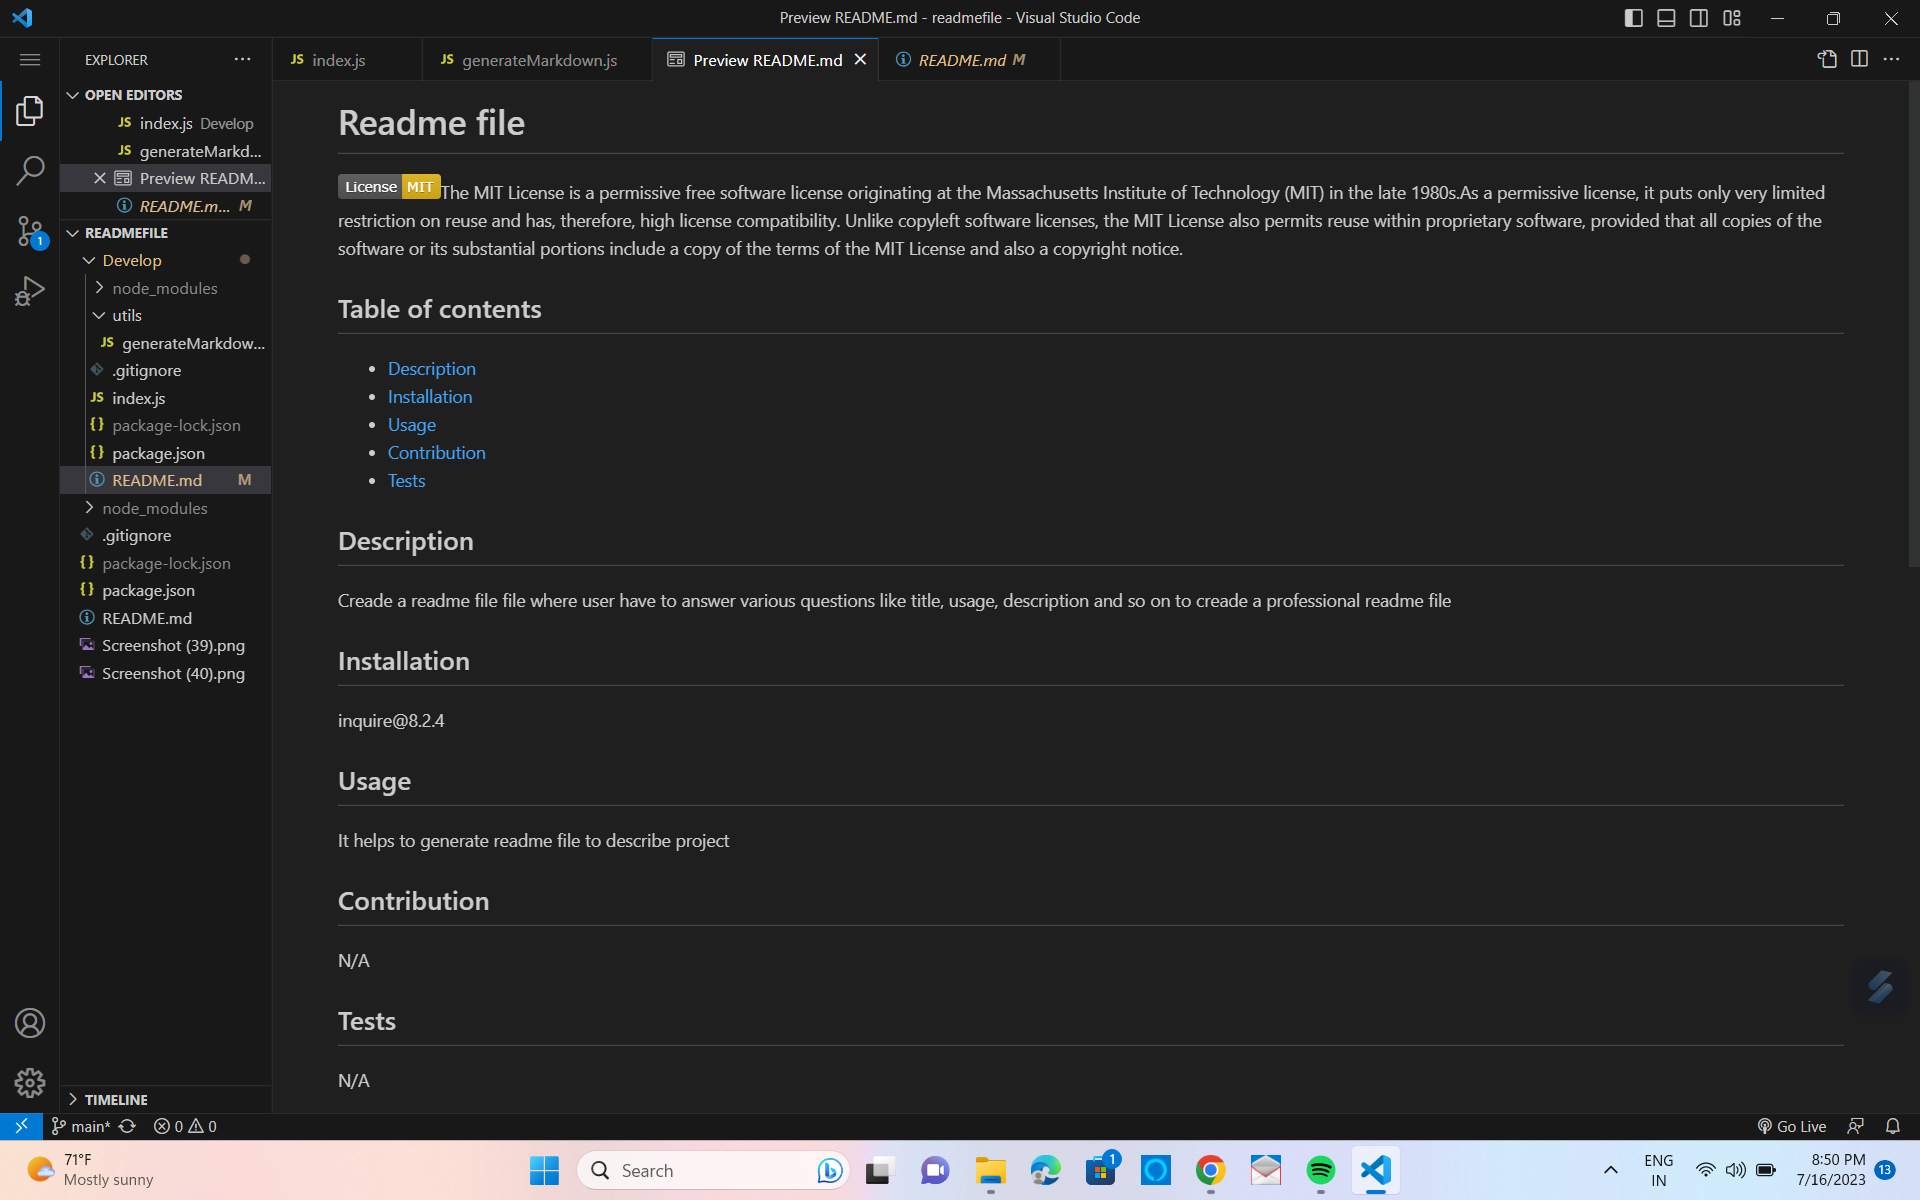 Preview README.md - readmefile - Visual Studio Code
EXPLORER
JS index.js
JS generateMarkdown.js
Preview README.md
README.md M
OPEN EDITORS
JS index.js Develop
JS generateMarkd...
Preview READM...
README.m... M
1
READMEFILE
Develop
node_modules
utils
JS generateMarkdow...
.gitignore
JS index.js
{} package-lock.json
{} package.json
README.md M
node_modules
.gitignore
{} package-lock.json
{} package.json
README.md
Screenshot (39).png
Screenshot (40).png
TIMELINE
Readme file
License MIT The MIT License is a permissive free software license originating at the Massachusetts Institute of Technology (MIT) in the late 1980s.As a permissive license, it puts only very limited
restriction on reuse and has, therefore, high license compatibility. Unlike copyleft software licenses, the MIT License also permits reuse within proprietary software, provided that all copies of the
software or its substantial portions include a copy of the terms of the MIT License and also a copyright notice.
Table of contents
• Description
• Installation
• Usage
• Contribution
• Tests
Description
Creade a readme file file where user have to answer various questions like title, usage, description and so on to create a professional readme file
Installation
inquire@8.2.4
Usage
It helps to generate readme file to describe project
Contribution
N/A
Tests
N/A
main* 0 0
Go Live
71°F
Mostly sunny
Search
1
ENG
IN
8:50 PM
7/16/2023
13